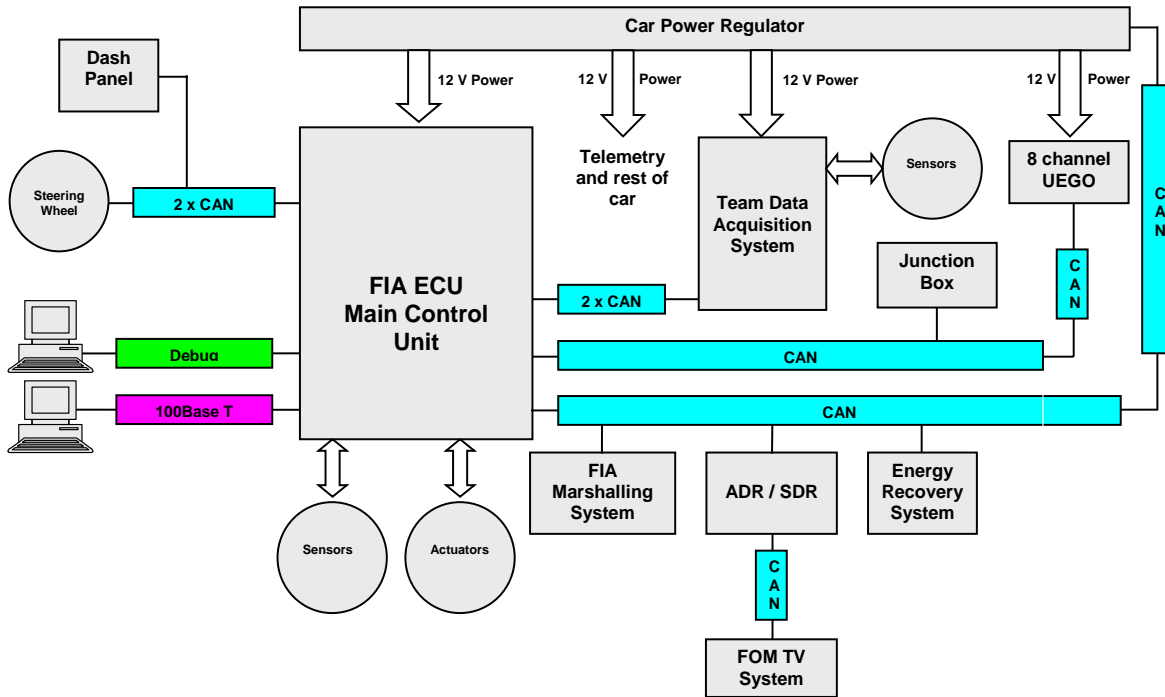 Car Power Regulator
Dash
Panel
12 V Power
12 V Power
12 V Power
12 V Power
Steering
Wheel
2 x CAN
FIA ECU
Main Control
Unit
Telemetry
and rest of
car
Team Data
Acquisition
System
Sensors
8 channel
UEGO
C
A
N
Junction
Box
C
A
N
2 x CAN
Debug
CAN
100Base T
CAN
FIA
Marshalling
System
ADR / SDR
Energy
Recovery
System
Sensors
Actuators
C
A
N
FOM TV
System